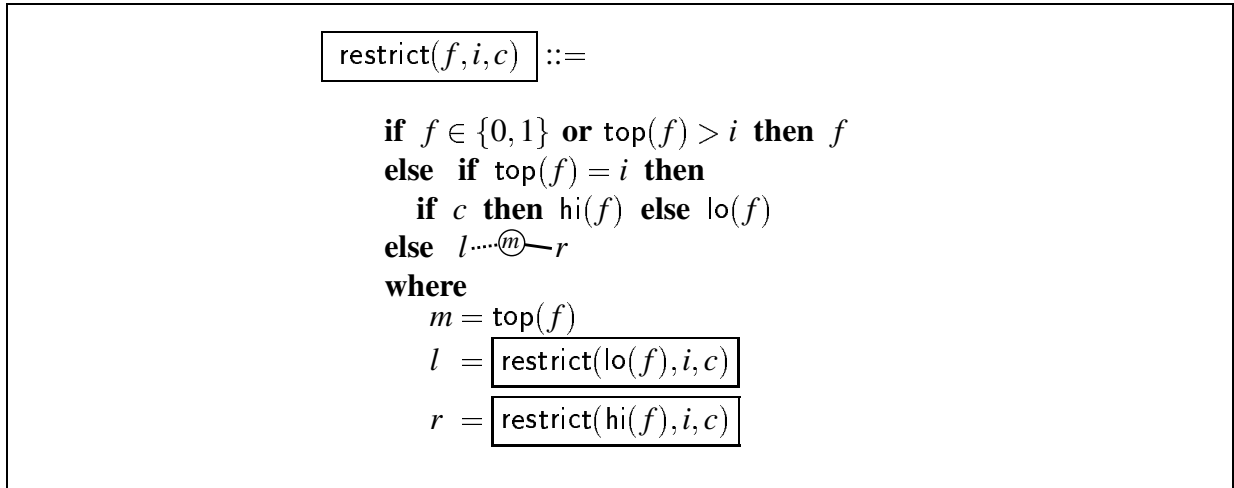 restrict(f,i,c) ::=
if f ∈ {0,1} or top(f) > i then f
else if top(f) = i then
if c then hi(f) else lo(f)
else l m r
where
m = top(f)
l = restrict(lo(f),i,c)
r = restrict(hi(f),i,c)